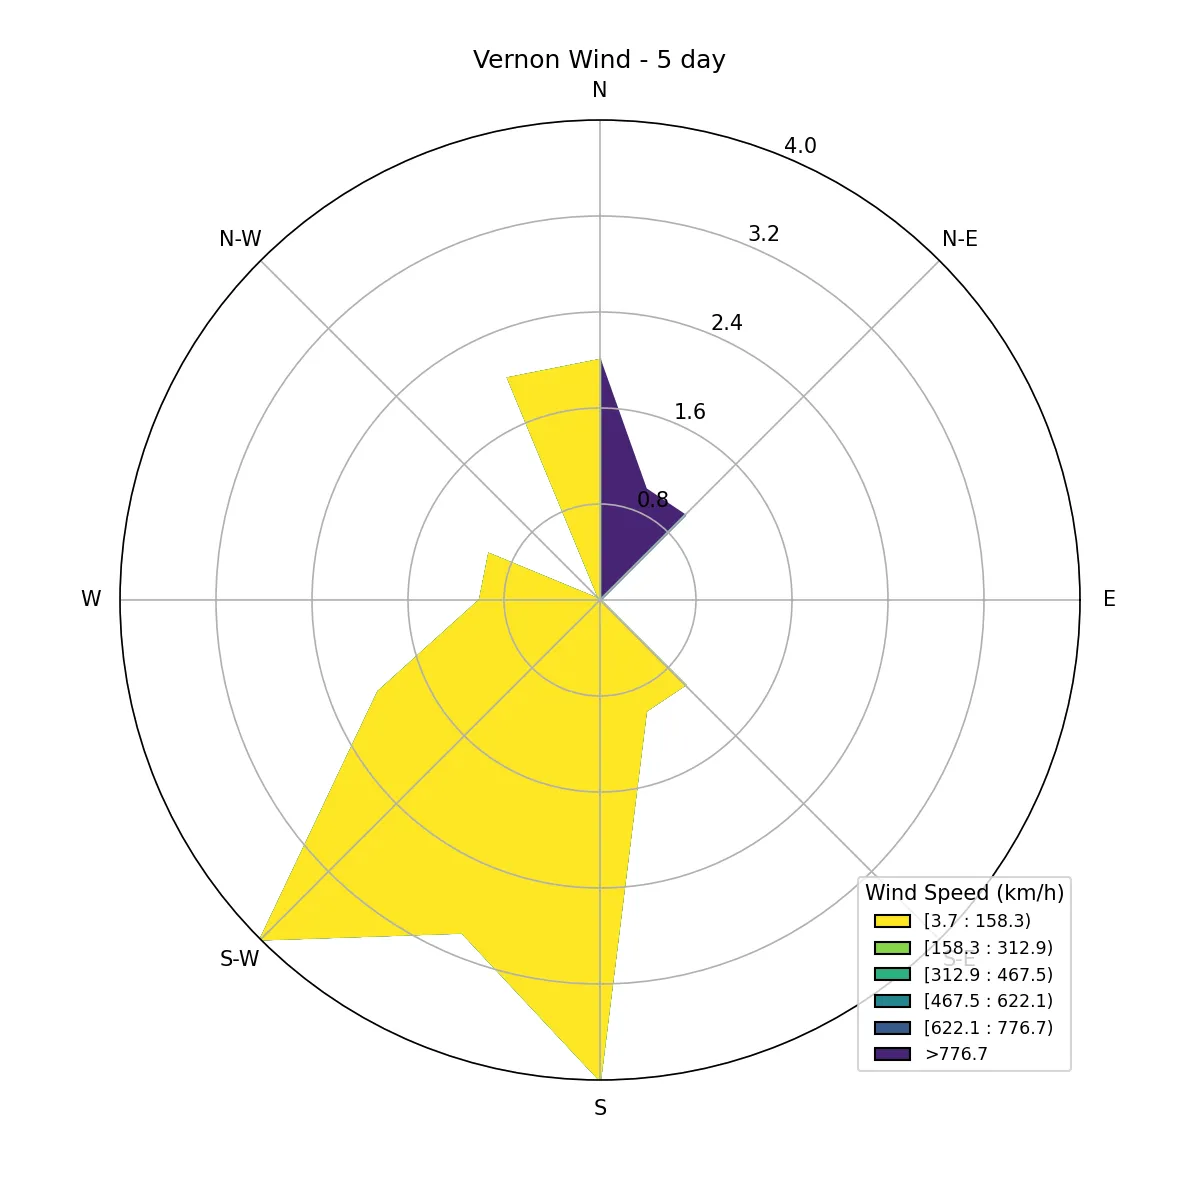 Vernon Wind - 5 day
N
4.0
N-W
N-E
3.2
2.4
1.6
0.8
W
E
S-W
S-E
S
Wind Speed (km/h)
[3.7 : 158.3)
[158.3 : 312.9)
[312.9 : 467.5)
[467.5 : 622.1)
[622.1 : 776.7)
>776.7